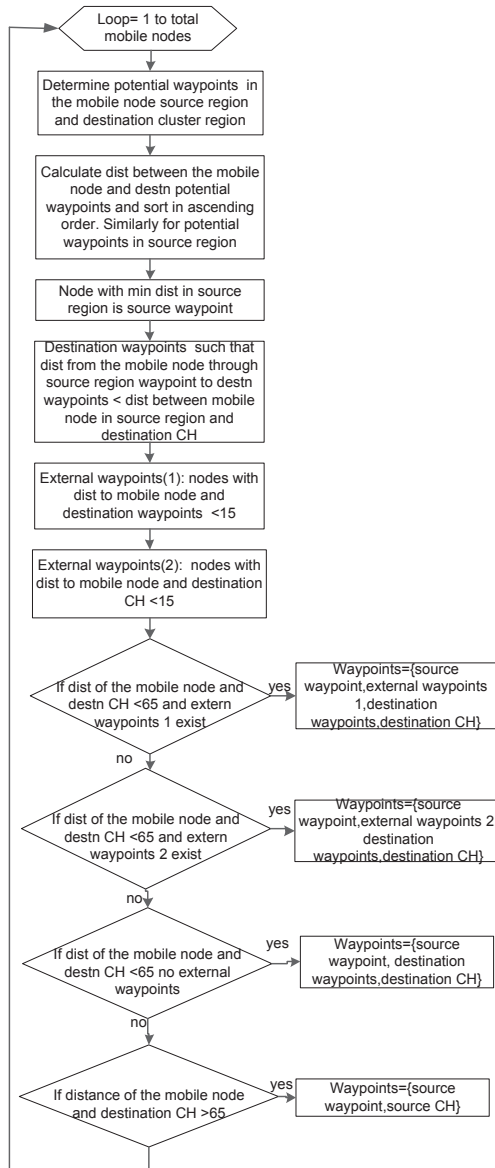 Loop= 1 to total
mobile nodes
Determine potential waypoints in
the mobile node source region
and destination cluster region
Calculate dist between the mobile
node and destn potential
waypoints and sort in ascending
order. Similarly for potential
waypoints in source region
Node with min dist in source
region is source waypoint
Destination waypoints such that
dist from the mobile node through
source region waypoint to destn
waypoints < dist between mobile
node in source region and
destination CH
External waypoints(1): nodes with
dist to mobile node and
destination waypoints <15
External waypoints(2): nodes with
dist to mobile node and destination
CH <15
If dist of the mobile node and
destn CH <65 and extern
waypoints 1 exist
yes
Waypoints={source
waypoint,external waypoints
1,destination
waypoints,destination CH}
no
If dist of the mobile node and
destn CH <65 and extern
waypoints 2 exist
yes
Waypoints={source
waypoint,external waypoints 2
destination
waypoints,destination CH}
no
If dist of the mobile node and
destn CH <65 no external
waypoints
yes
Waypoints={source
waypoint, destination
waypoints,destination CH}
no
If distance of the mobile node
and destination CH >65
yes
Waypoints={source
waypoint,source CH}